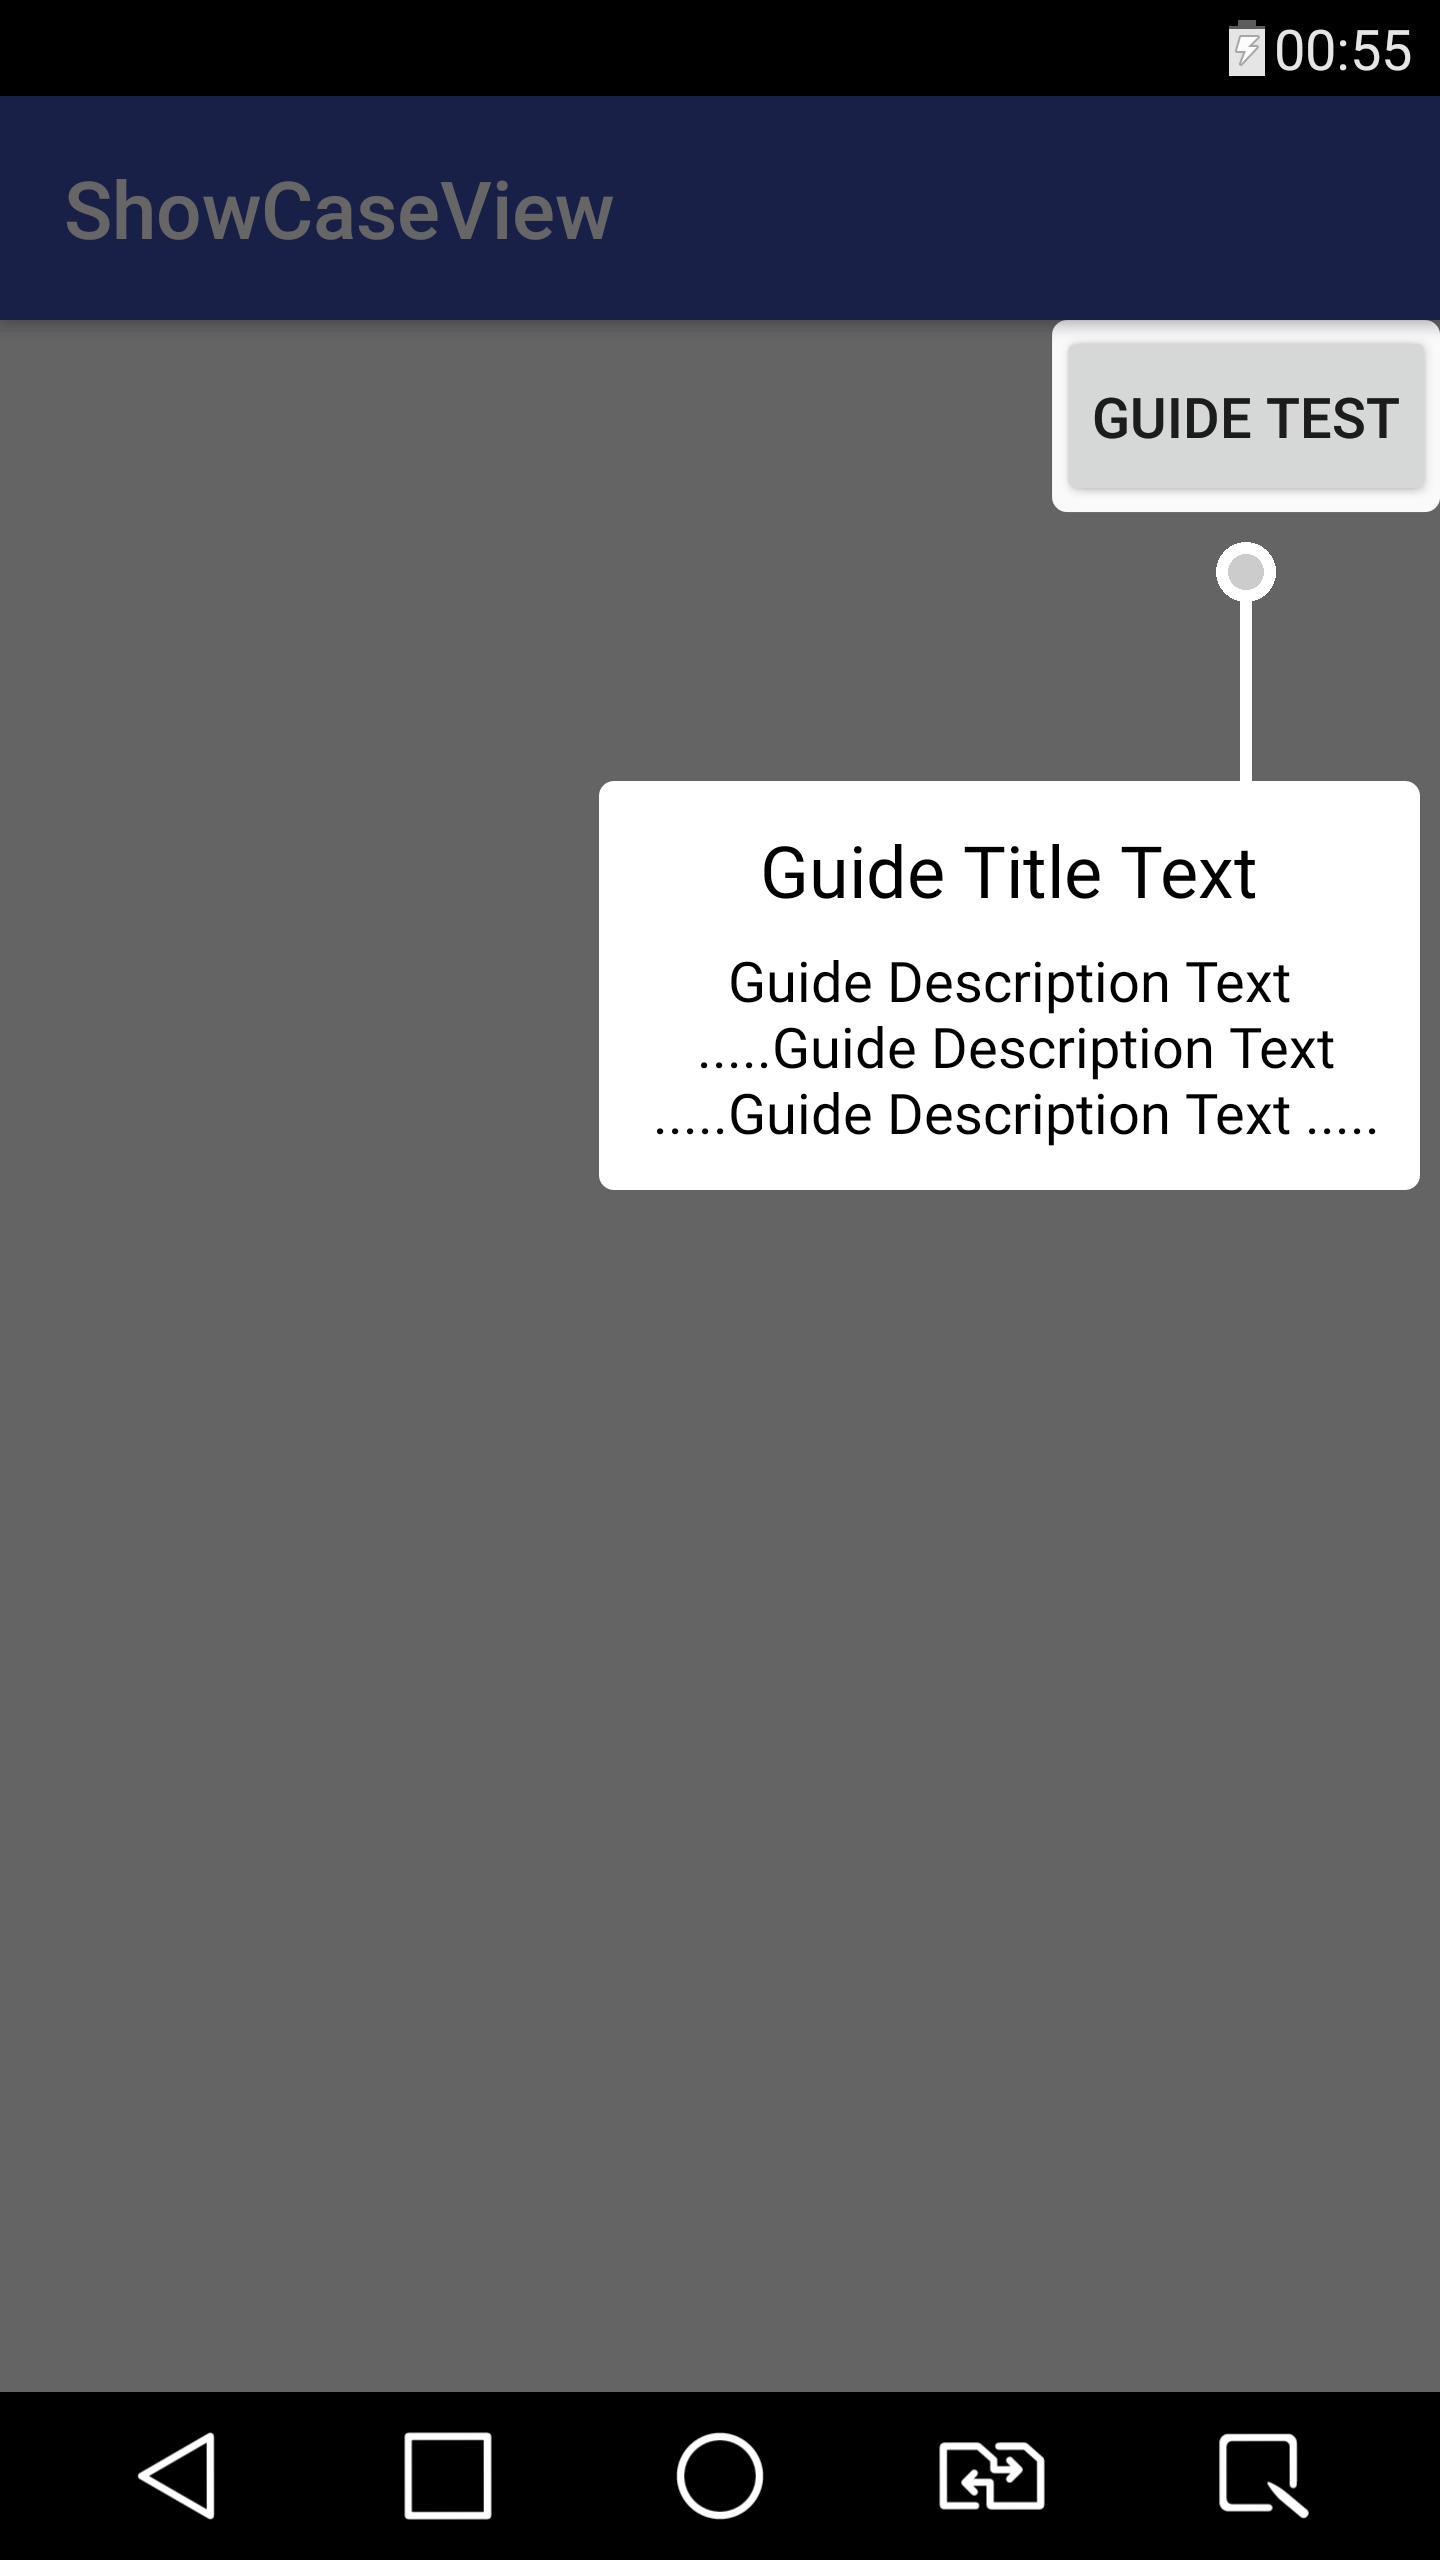 00:55
ShowCaseView
GUIDE TEST
Guide Title Text
Guide Description Text
.....Guide Description Text
.....Guide Description Text .....